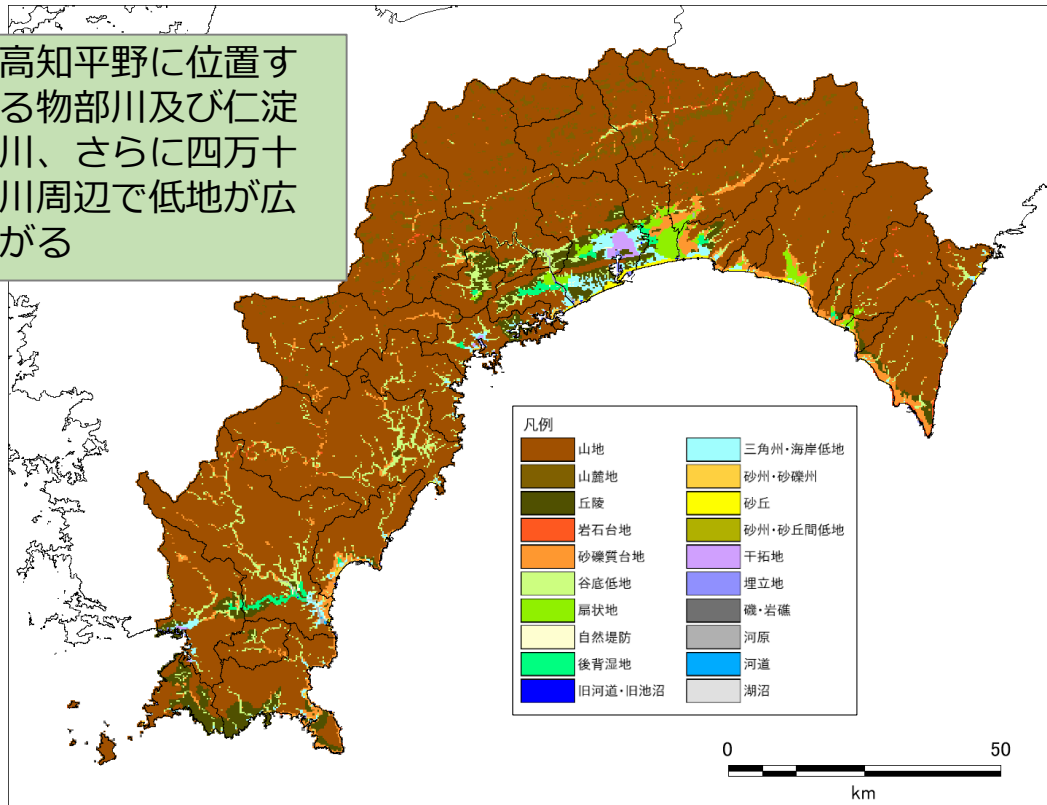 高知平野に位置す
る物部川及び仁淀
川、さらに四万十
川周辺で低地が広
がる
凡例
山地
山麓地
丘陵
岩石台地
砂礫質台地
谷底低地
扇状地
自然堤防
後背湿地
旧河道・旧池沼
三角州・海岸低地
砂州・砂礫州
砂丘
砂州・砂丘間低地
干拓地
埋立地
磯・岩礁
河原
河道
湖沼
0 50
km